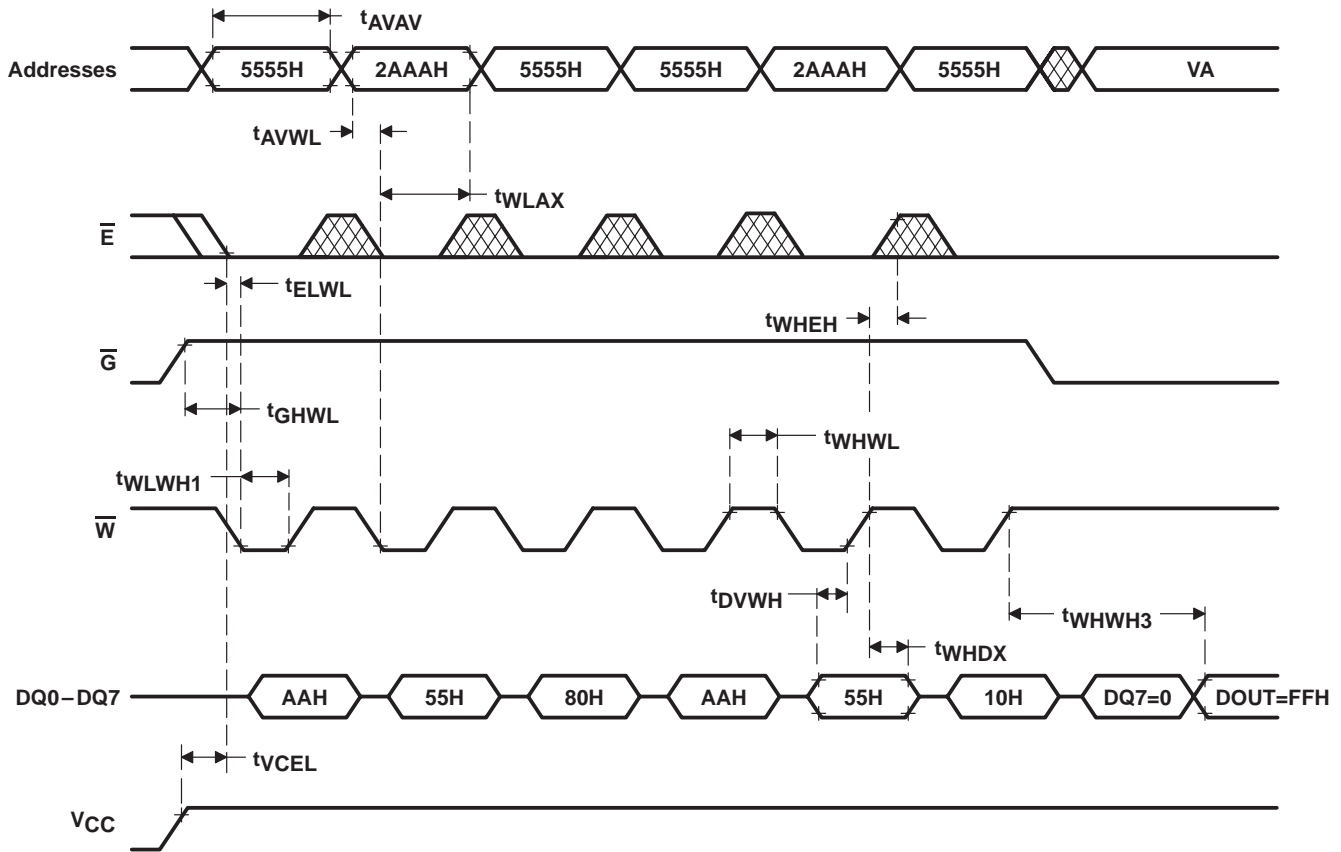 tAVAV
Addresses 5555H 2AAAH 5555H 5555H 2AAAH 5555H VA
tAVWL
tWLAX
E
tELWL
tWHEH
G
tGHWL
tWHWL
tWLWH1
W
tDVWH
tWHWH3
tWHDX
DQ0–DQ7 AAH 55H 80H AAH 55H 10H DQ7=0 DOUT=FFH
tVCEL
VCC